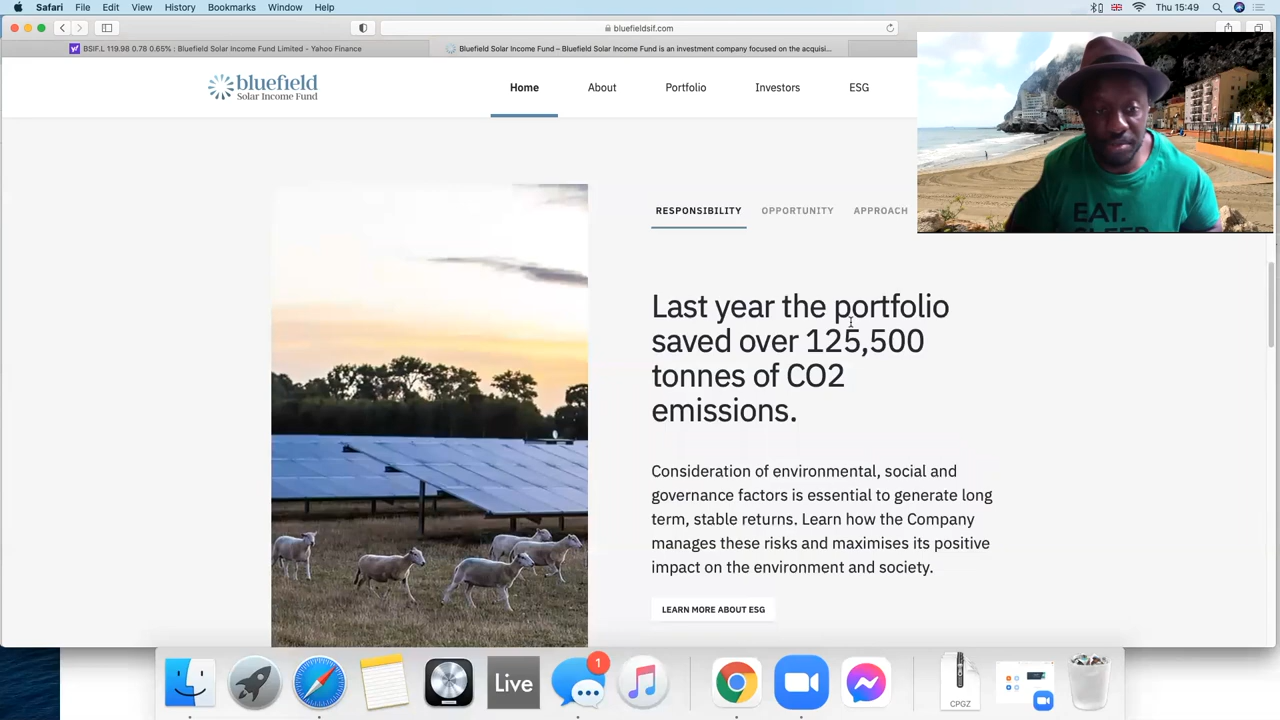 Safari File Edit View History Bookmarks Window Help Thu 15:49
bluefieldsif.com
BSIF.L 119.98 0.78 0.65% : Bluefield Solar Income Fund Limited - Yahoo Finance
Bluefield Solar Income Fund – Bluefield Solar Income Fund is an investment company focused on the acquisi...
bluefield
Solar Income Fund
Home About Portfolio Investors ESG
EAT.
SLEEP
RESPONSIBILITY OPPORTUNITY APPROACH
Last year the portfolio
saved over 125,500
tonnes of CO2
emissions.
Consideration of environmental, social and
governance factors is essential to generate long
term, stable returns. Learn how the Company
manages these risks and maximises its positive
impact on the environment and society.
LEARN MORE ABOUT ESG
1
Live
CPGZ